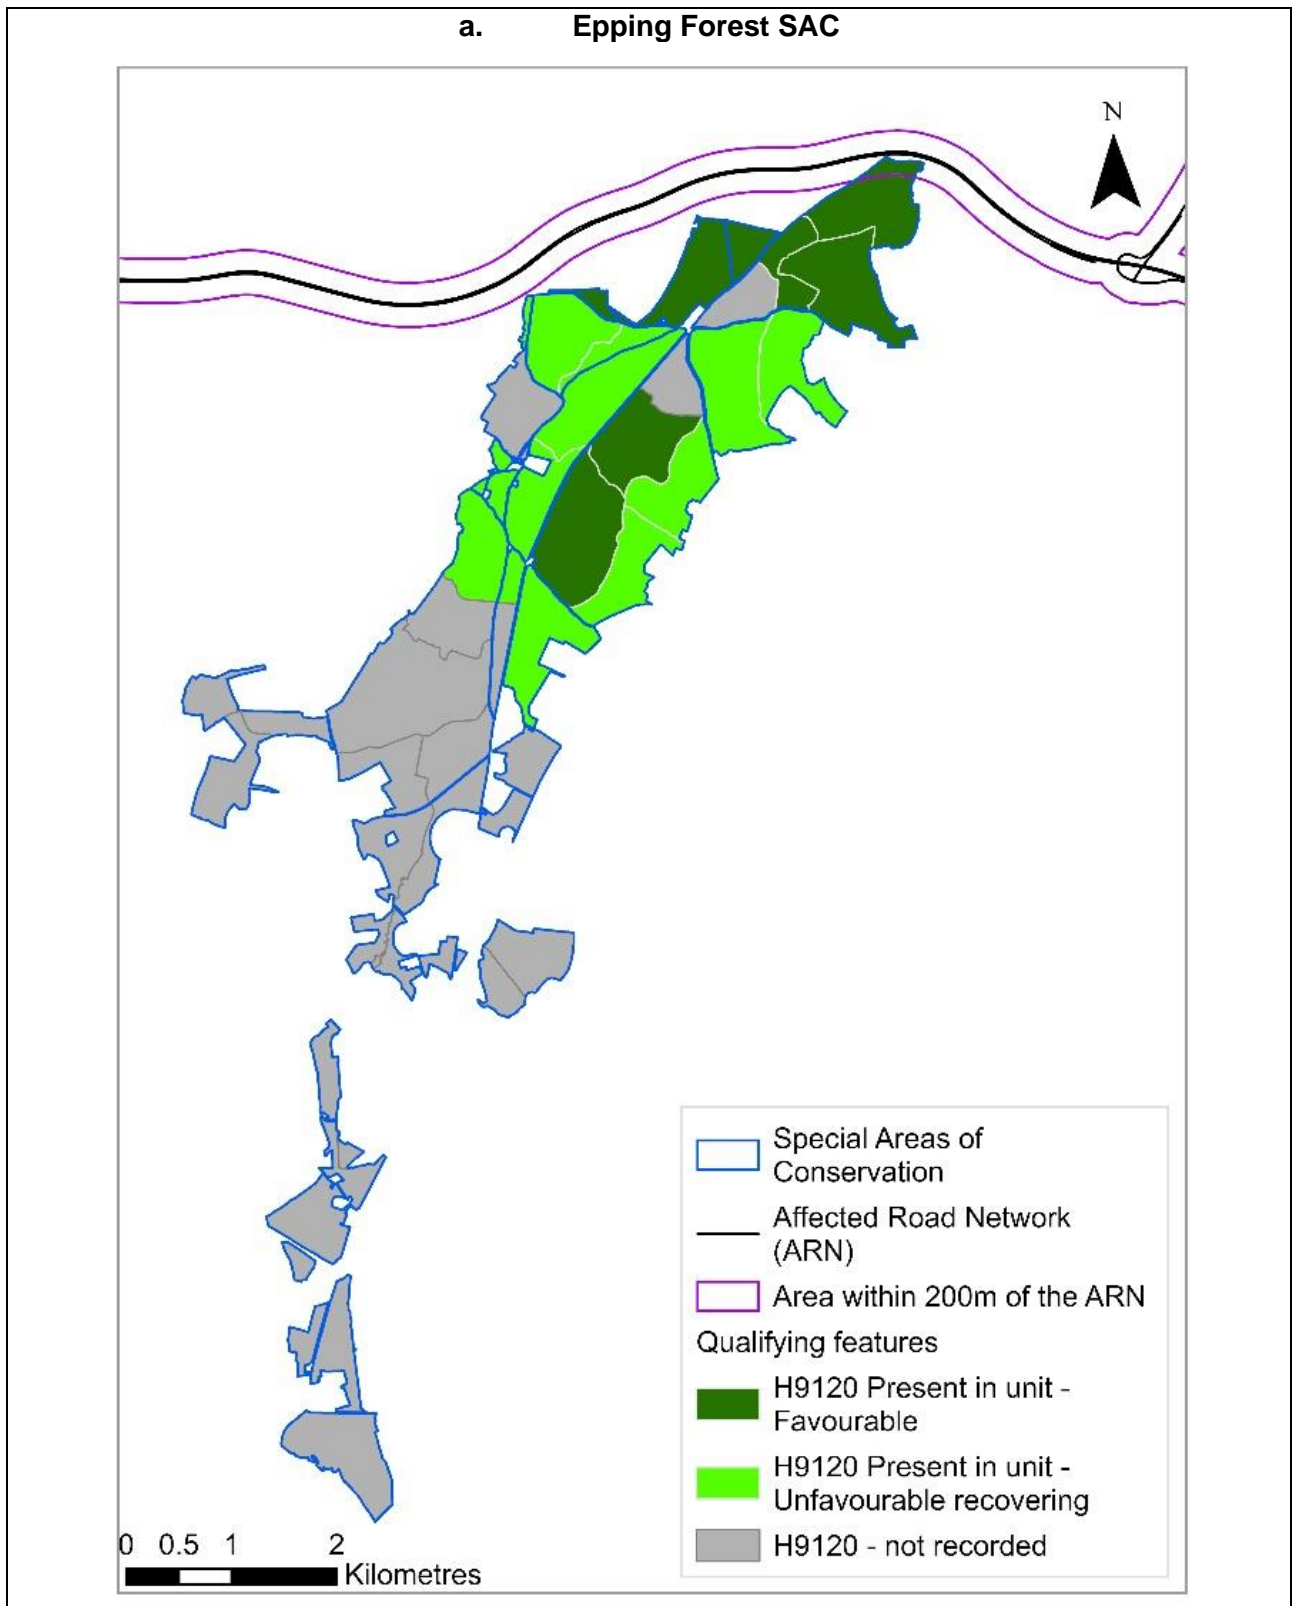 a. Epping Forest SAC
N
Special Areas of
Conservation
Affected Road Network
(ARN)
Area within 200m of the ARN
Qualifying features
H9120 Present in unit -
Favourable
H9120 Present in unit -
Unfavourable recovering
H9120 - not recorded
0 0.5 1 2
Kilometres